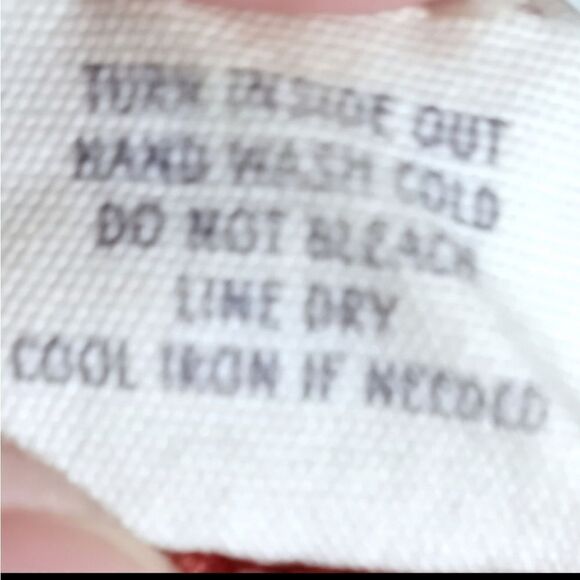 TURN INSIDE OUT
HAND WASH COLD
DO NOT BLEACH
LINE DRY
COOL IRON IF NEEDED